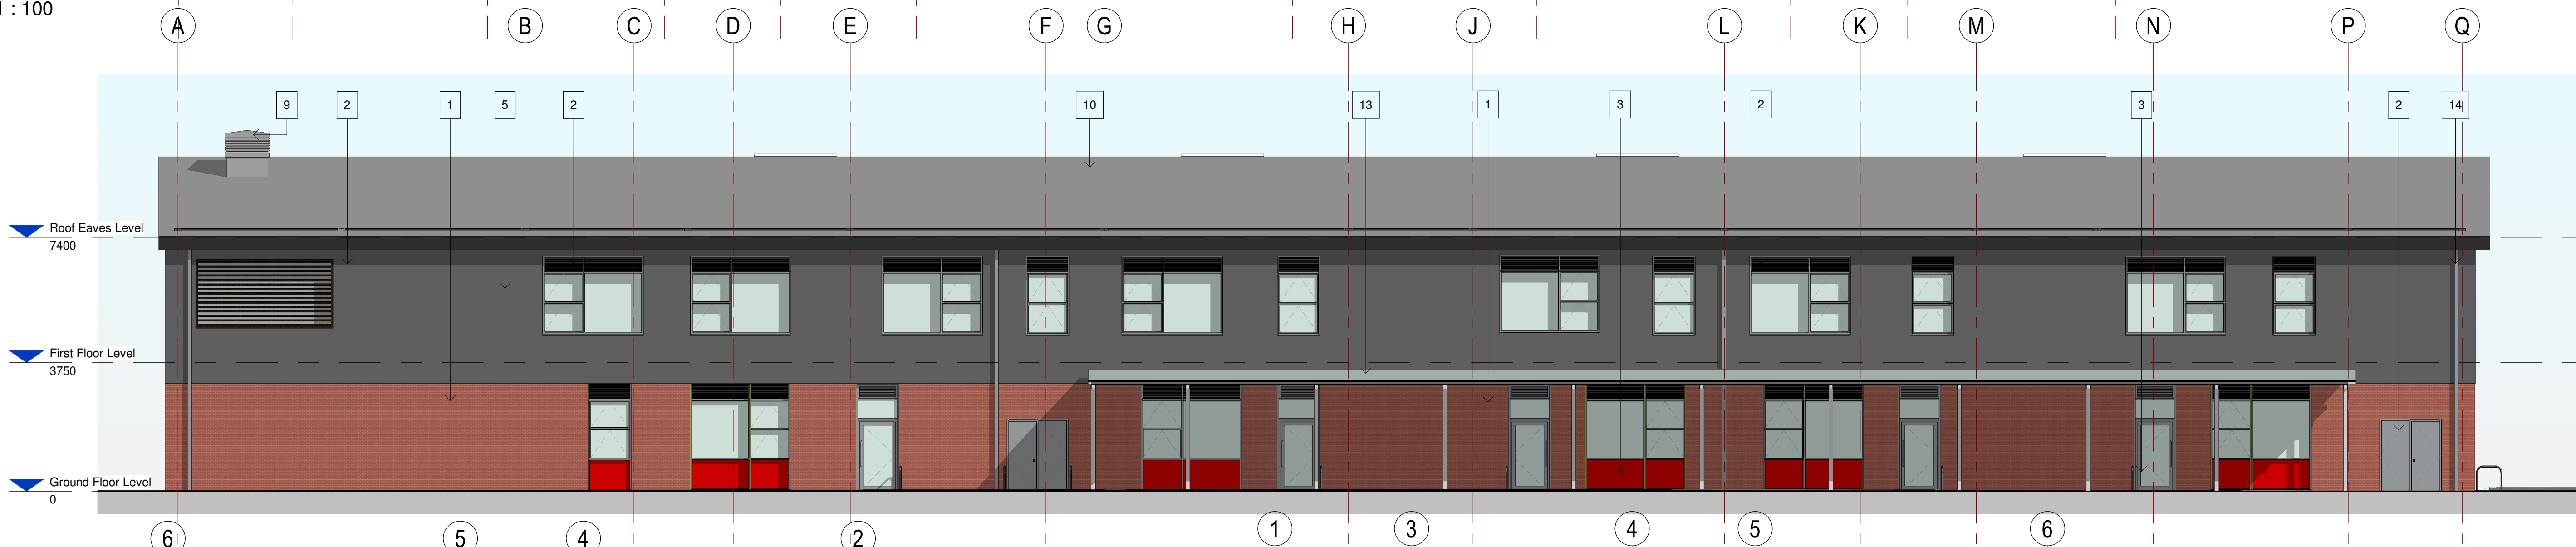 1 : 100
A B C D E F G H J L K M N P Q
9 2 1 5 2 10 13 1 3 2 3 2 14
Roof Eaves Level
7400
First Floor Level
3750
Ground Floor Level
0
6 5 4 2 1 3 4 5 6